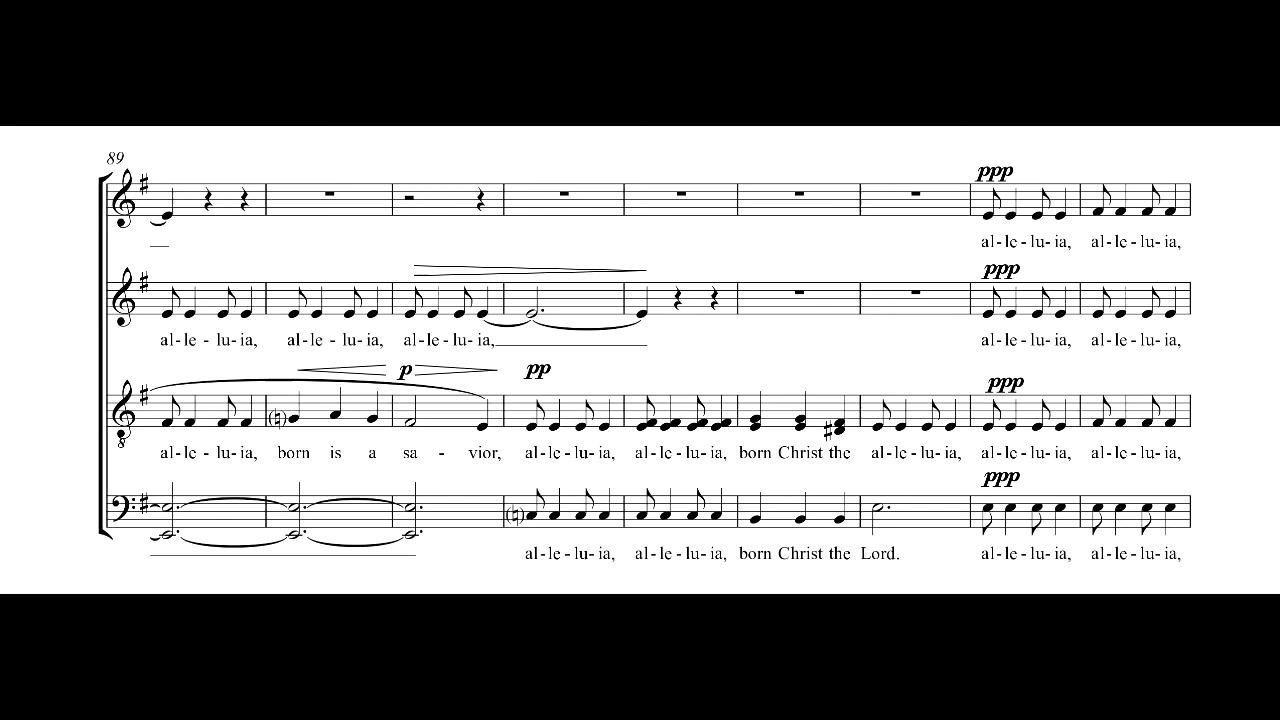 89
ppp
al-le-lu-ia, al-le-lu-ia,
ppp
al-le-lu-ia, al-le-lu-ia, al-le-lu-ia, al-le-lu-ia, al-le-lu-ia,
p pp ppp
al-le-lu-ia, born is a sa-vior, al-le-lu-ia, al-le-lu-ia, born Christ the al-le-lu-ia, al-le-lu-ia, al-le-lu-ia,
ppp
al-le-lu-ia, al-le-lu-ia, born Christ the Lord. al-le-lu-ia, al-le-lu-ia,